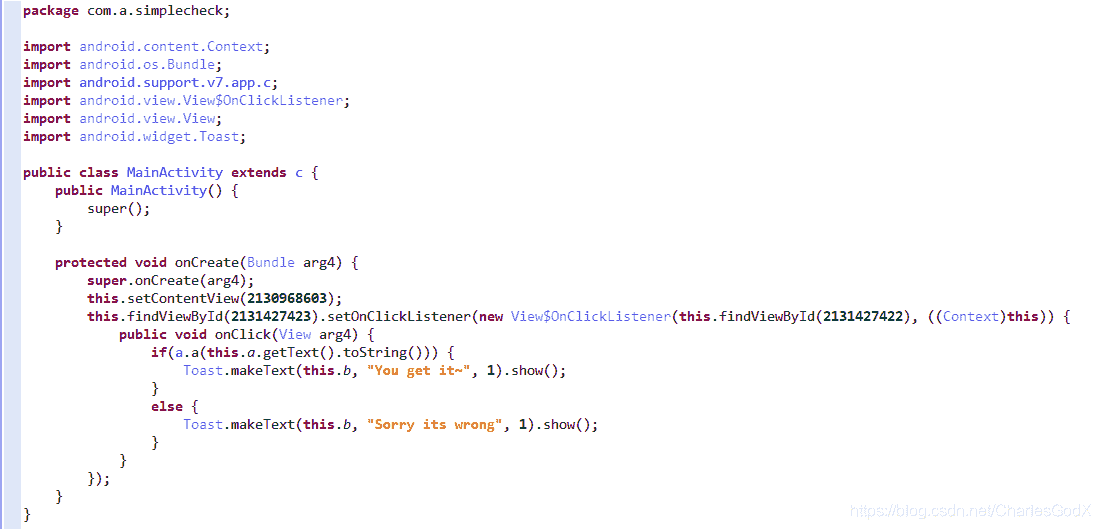 package com.a.simplecheck;

import android.content.Context;
import android.os.Bundle;
import android.support.v7.app.c;
import android.view.View$OnClickListener;
import android.view.View;
import android.widget.Toast;

public class MainActivity extends c {
    public MainActivity() {
        super();
    }

    protected void onCreate(Bundle arg4) {
        super.onCreate(arg4);
        this.setContentView(2130968603);
        this.findViewById(2131427423).setOnClickListener(new View$OnClickListener(this.findViewById(2131427422), ((Context)this)) {
            public void onClick(View arg4) {
                if(a.a(this.a.getText().toString())) {
                    Toast.makeText(this.b, "You get it~", 1).show();
                }
                else {
                    Toast.makeText(this.b, "Sorry its wrong", 1).show();
                }
            }
        });
    }
}
https://blog.csdn.net/CharlesGodX